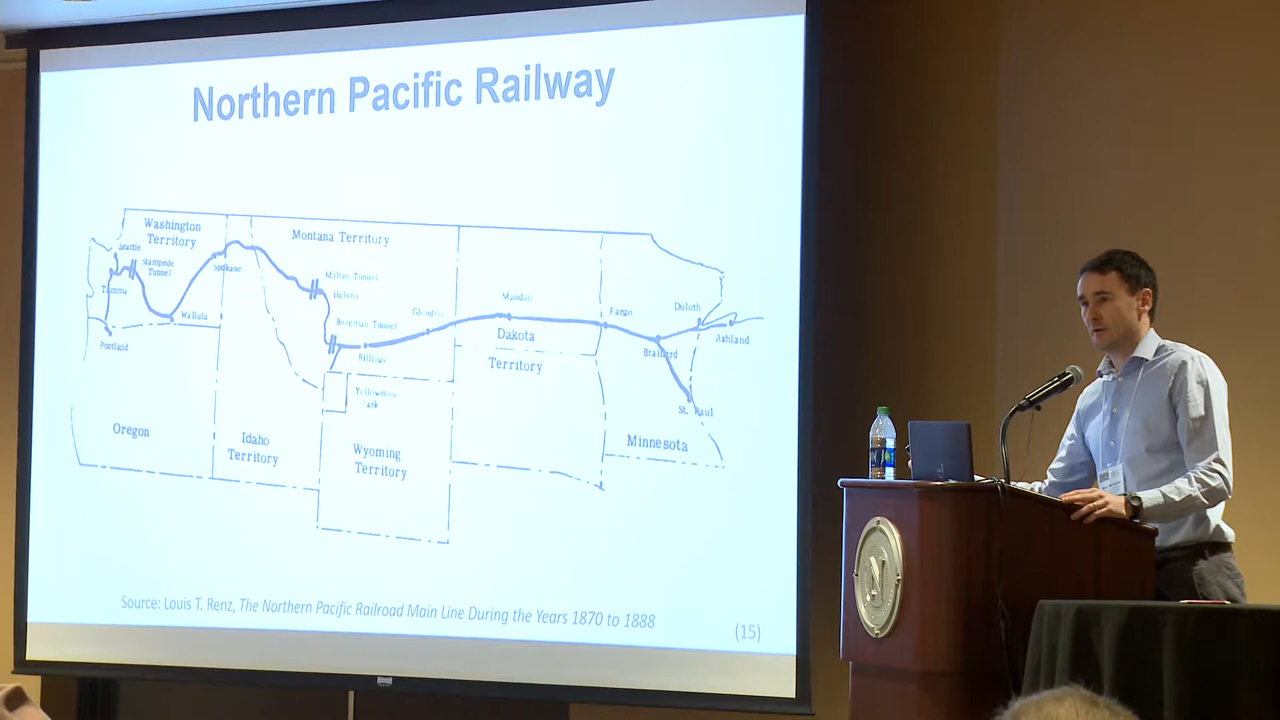 Northern Pacific Railway
Washington
Territory
Montana Territory
Seattle
Stampede
Tunnel
Spokane
Mullan Tunnel
Helena
Tacoma
Wallula
Bozeman Tunnel
Glendive
Mandan
Fargo
Duluth
Ashland
Portland
Billings
Dakota
Territory
Brainerd
Yellowstone
Park
St. Paul
Oregon
Idaho
Territory
Wyoming
Territory
Minnesota
Source: Louis T. Renz, The Northern Pacific Railroad Main Line During the Years 1870 to 1888
(15)
N